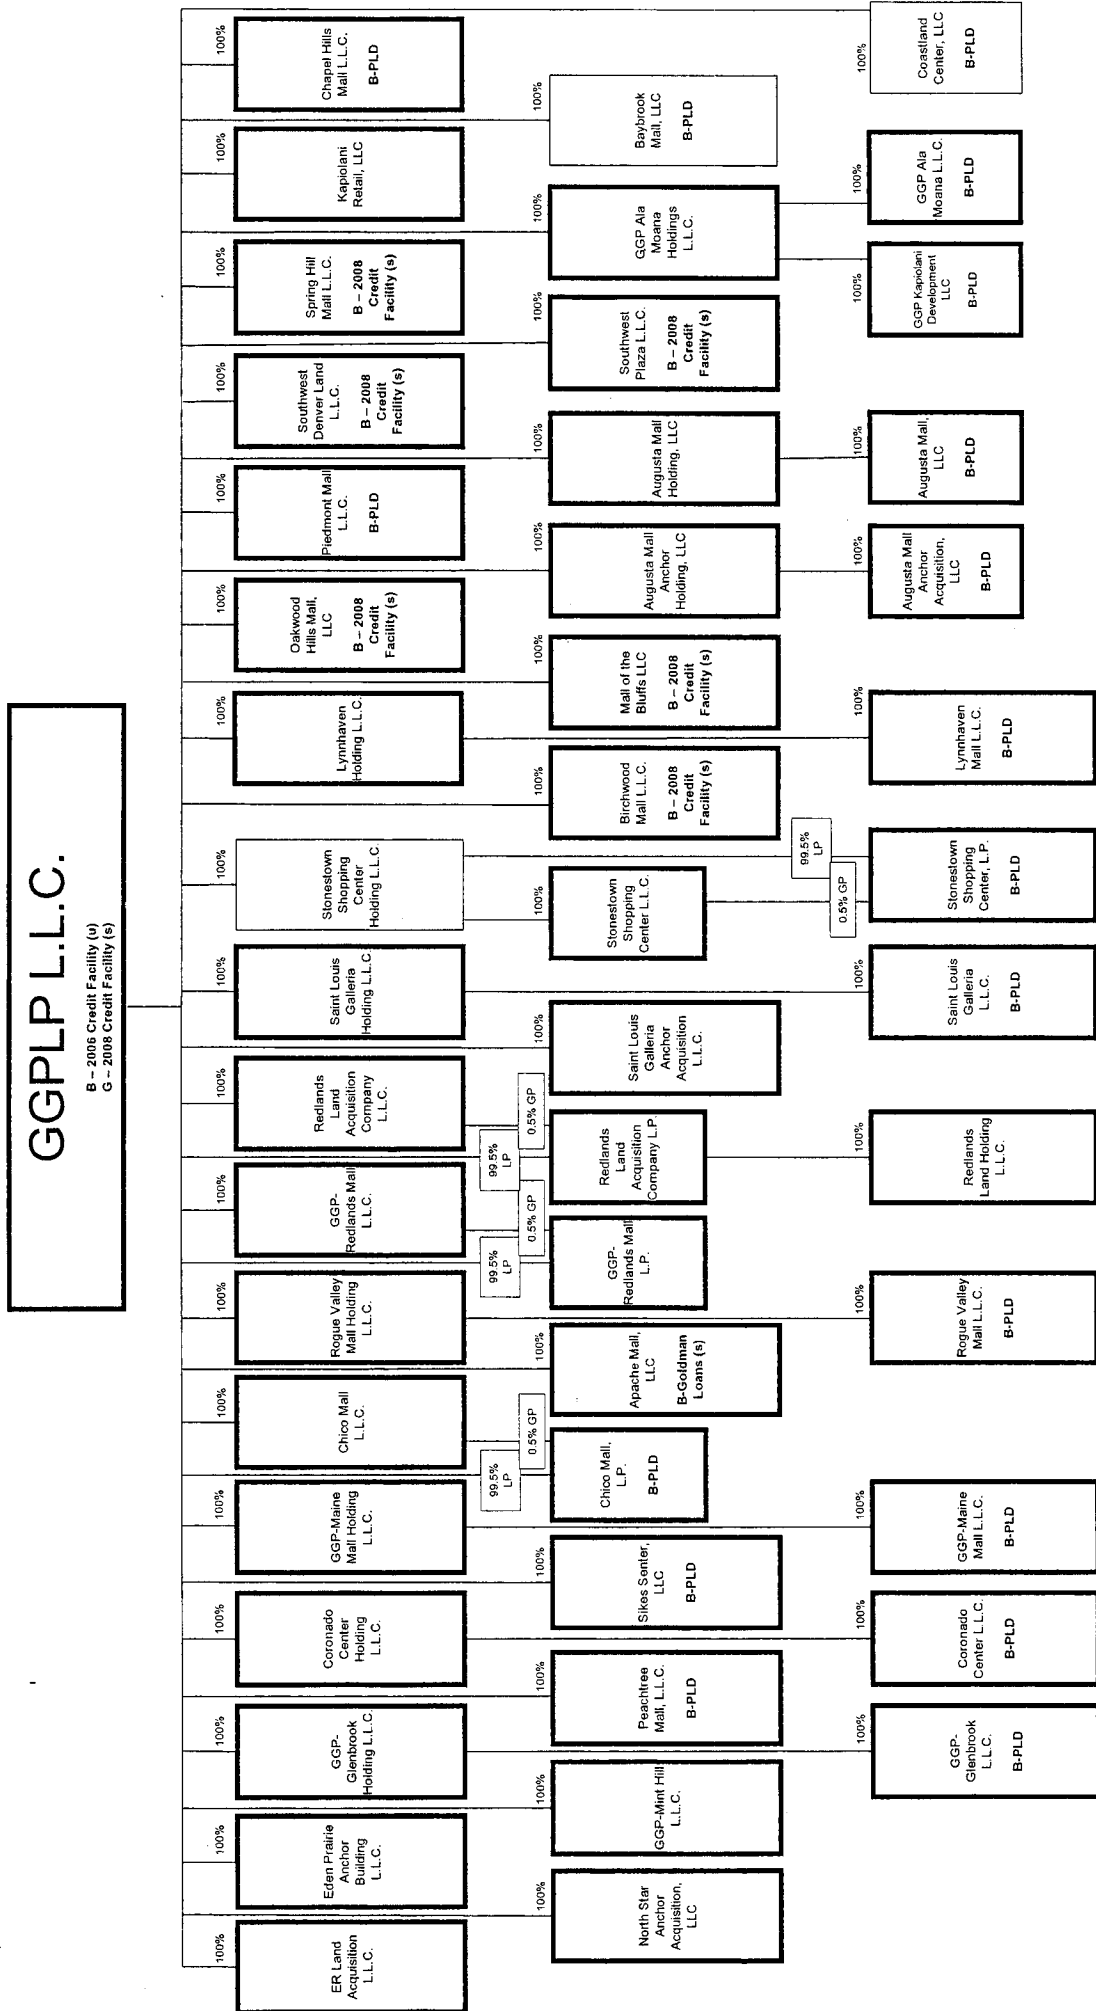 GGPLP L.L.C.
B – 2006 Credit Facility (u)
G – 2008 Credit Facility (s)
100%
ER Land
Acquisition
L.L.C.
100%
Eden Prairie
Anchor
Building
L.L.C.
100%
GGP-
Glenbrook
Holding L.L.C.
100%
Coronado
Center
Holding
L.L.C.
100%
GGP-Maine
Mall Holding
L.L.C.
100%
Chico Mall
L.L.C.
100%
Rogue Valley
Mall Holding
L.L.C.
100%
GGP-
Redlands Mall
L.L.C.
100%
Redlands
Land
Acquisition
Company
L.L.C.
100%
Saint Louis
Galleria
Holding L.L.C.
100%
Stonestown
Shopping
Center
Holding L.L.C.
100%
Lynnhaven
Holding L.L.C.
100%
Oakwood
Hills Mall,
LLC
B – 2008
Credit
Facility (s)
100%
Piedmont Mall
L.L.C.
B-PLD
100%
Southwest
Denver Land
L.L.C.
B – 2008
Credit
Facility (s)
100%
Spring Hill
Mall L.L.C.
B – 2008
Credit
Facility (s)
100%
Kapiolani
Retail, LLC
100%
Chapel Hills
Mall L.L.C.
B-PLD
100%
North Star
Anchor
Acquisition,
LLC
100%
GGP-Mint Hill
L.L.C.
100%
Peachtree
Mall, L.L.C.
B-PLD
100%
Sikes Senter,
LLC
B-PLD
99.5%
LP
0.5% GP
Chico Mall,
L.P.
B-PLD
100%
Apache Mall,
LLC
B-Goldman
Loans (s)
99.5%
LP
0.5% GP
GGP-
Redlands Mall
L.P.
99.5%
LP
0.5% GP
Redlands
Land
Acquisition
Company L.P.
100%
Saint Louis
Galleria
Anchor
Acquisition
L.L.C.
100%
Stonestown
Shopping
Center L.L.C.
100%
Birchwood
Mall L.L.C.
B – 2008
Credit
Facility (s)
100%
Mall of the
Bluffs LLC
B – 2008
Credit
Facility (s)
100%
Augusta Mall
Anchor
Holding, LLC
100%
Augusta Mall
Holding, LLC
100%
Southwest
Plaza L.L.C.
B – 2008
Credit
Facility (s)
100%
GGP Ala
Moana
Holdings
L.L.C.
100%
Baybrook
Mall, LLC
B-PLD
100%
GGP-
Glenbrook
L.L.C.
B-PLD
100%
Coronado
Center L.L.C.
B-PLD
100%
GGP-Maine
Mall L.L.C.
B-PLD
100%
Rogue Valley
Mall L.L.C.
B-PLD
100%
Redlands
Land Holding
L.L.C.
100%
Saint Louis
Galleria
L.L.C.
B-PLD
0.5% GP
99.5%
LP
Stonestown
Shopping
Center, L.P.
B-PLD
100%
Lynnhaven
Mall L.L.C.
B-PLD
100%
Augusta Mall
Anchor
Acquisition,
LLC
B-PLD
100%
Augusta Mall,
LLC
B-PLD
100%
GGP Kapiolani
Development
LLC
B-PLD
100%
GGP Ala
Moana L.L.C.
B-PLD
100%
Coastland
Center, LLC
B-PLD